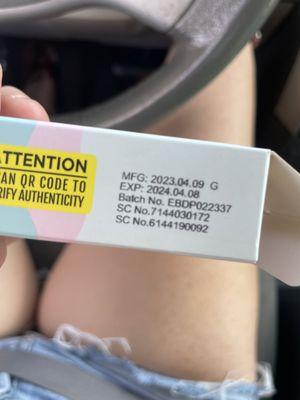 ATTENTION
AN QR CODE TO
RIFY AUTHENTICITY
MFG: 2023.04.09 G
EXP: 2024.04.08
Batch No. EBDP022337
SC No.7144030172
SC No.6144190092